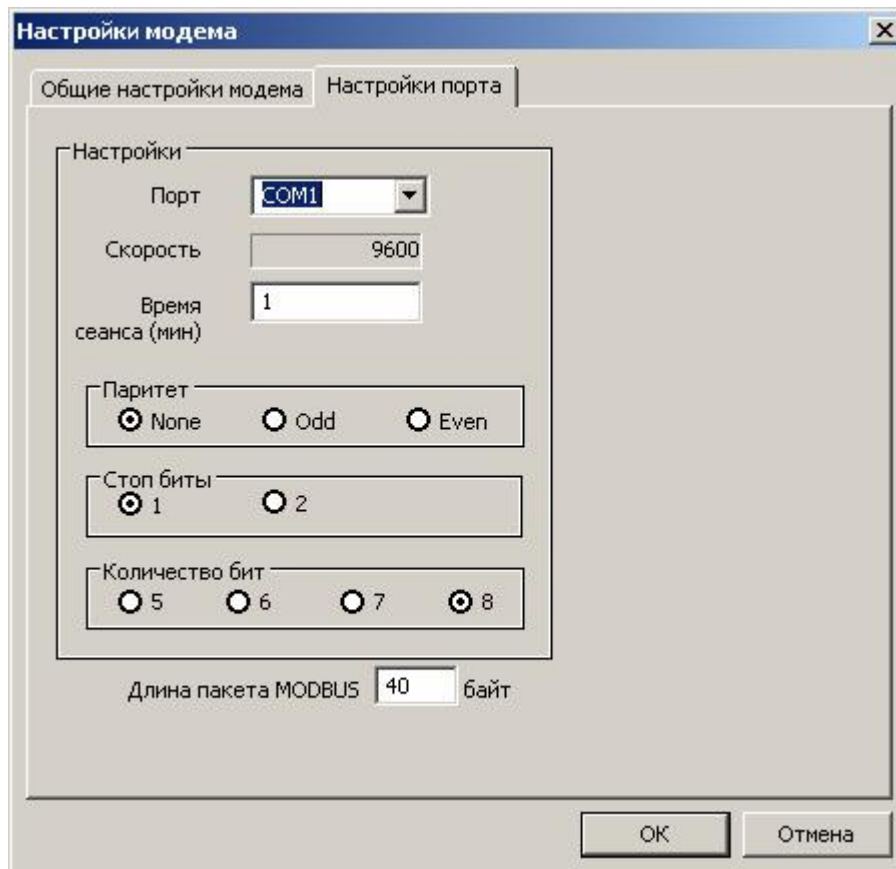 Настройки модема
Общие настройки модема Настройки порта
Настройки
Порт COM1
Скорость 9600
Время
сеанса (мин) 1
Паритет
None Odd Even
Стоп биты
1 2
Количество бит
5 6 7 8
Длина пакета MODBUS 40 байт
OK Отмена